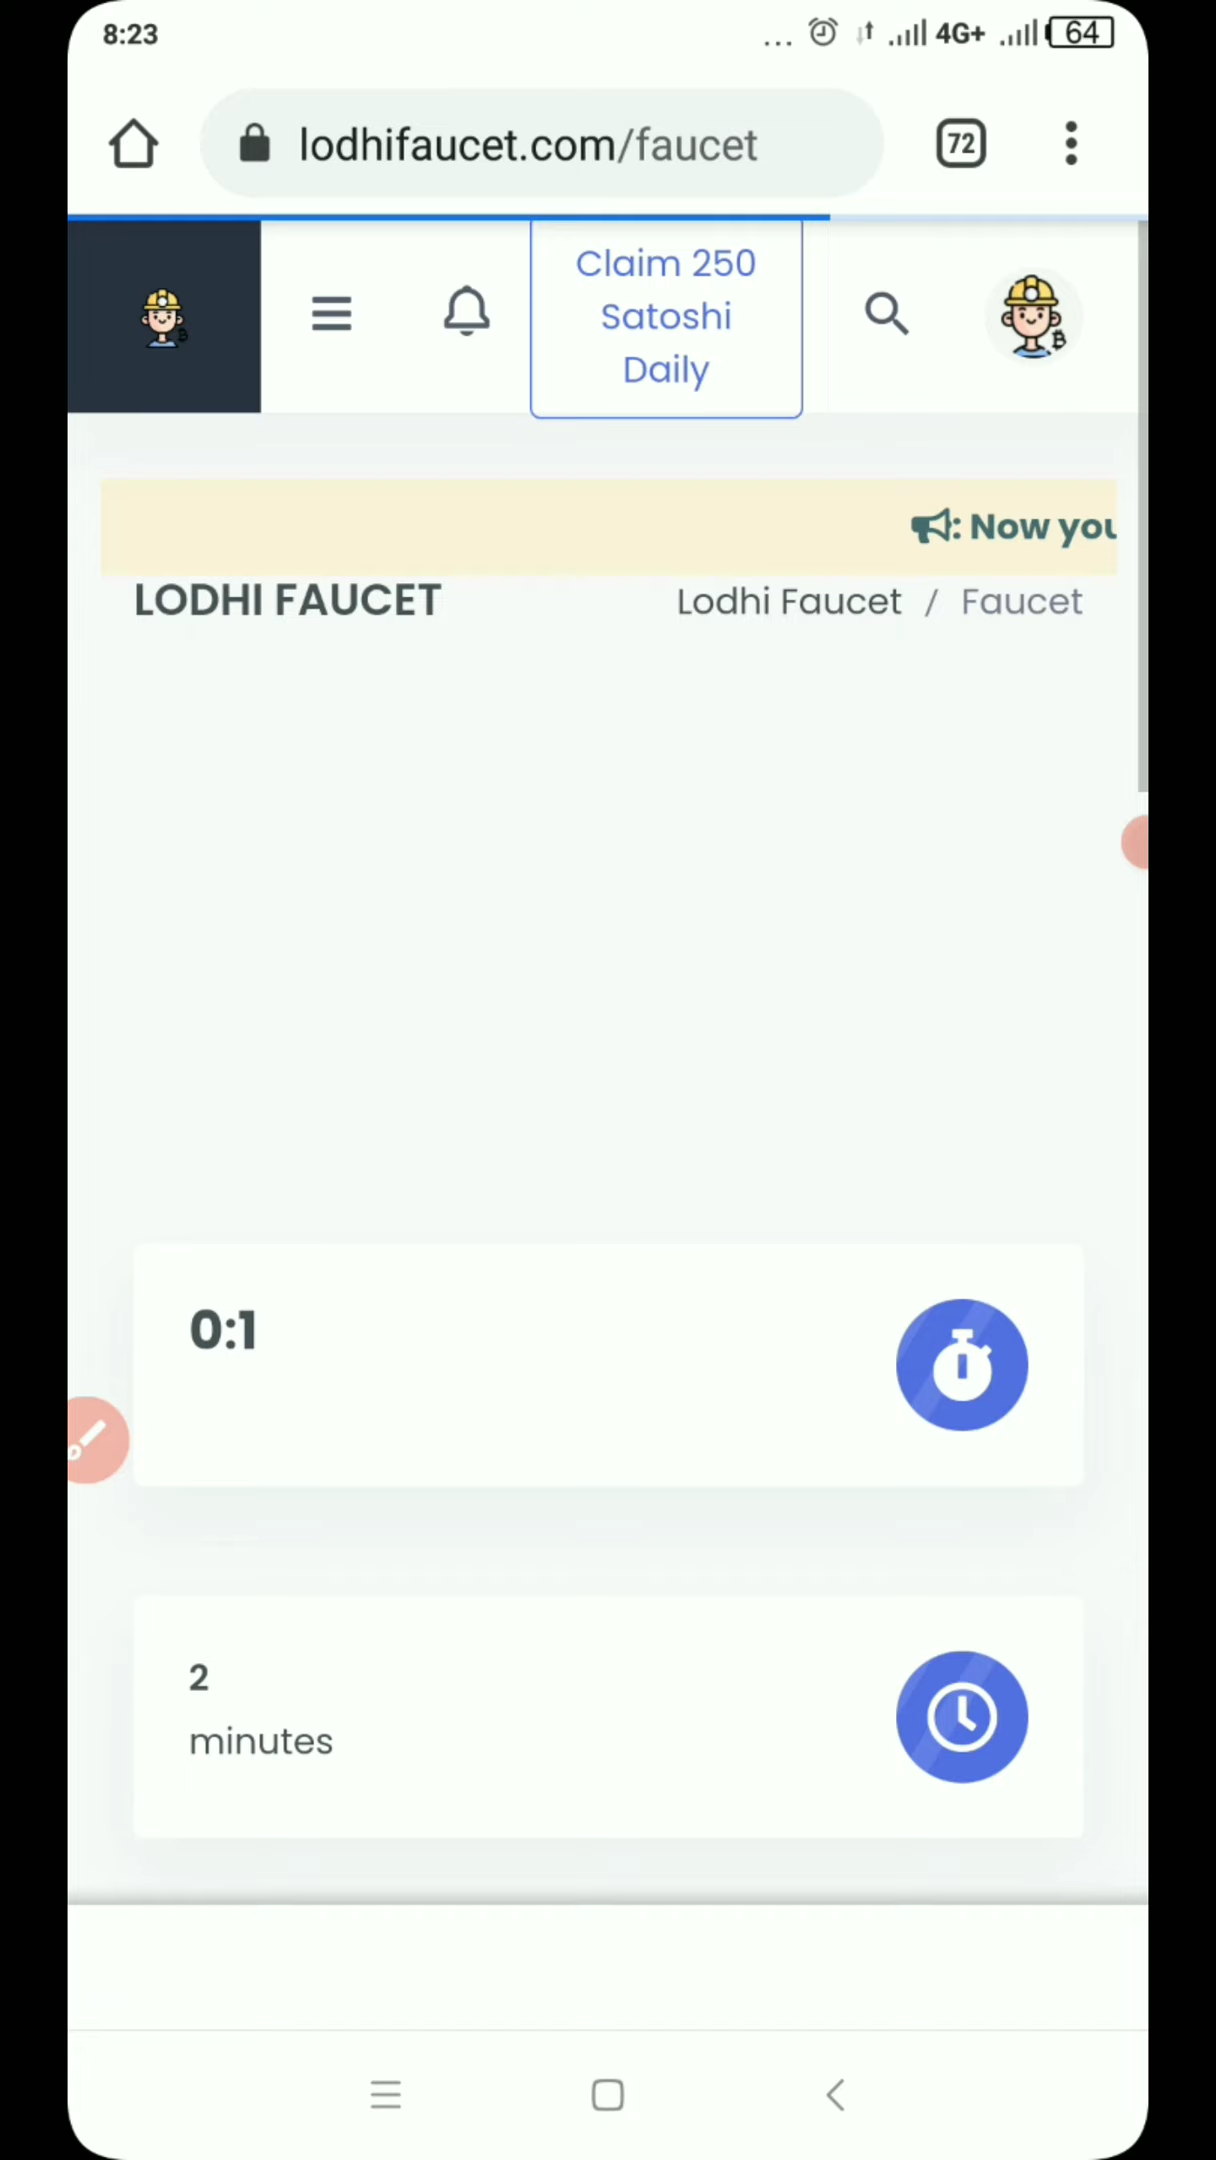 8:23
... 4G+ 64
lodhifaucet.com/faucet
72
Claim 250
Satoshi
Daily
: Now you
LODHI FAUCET
Lodhi Faucet / Faucet
0:1
2
minutes